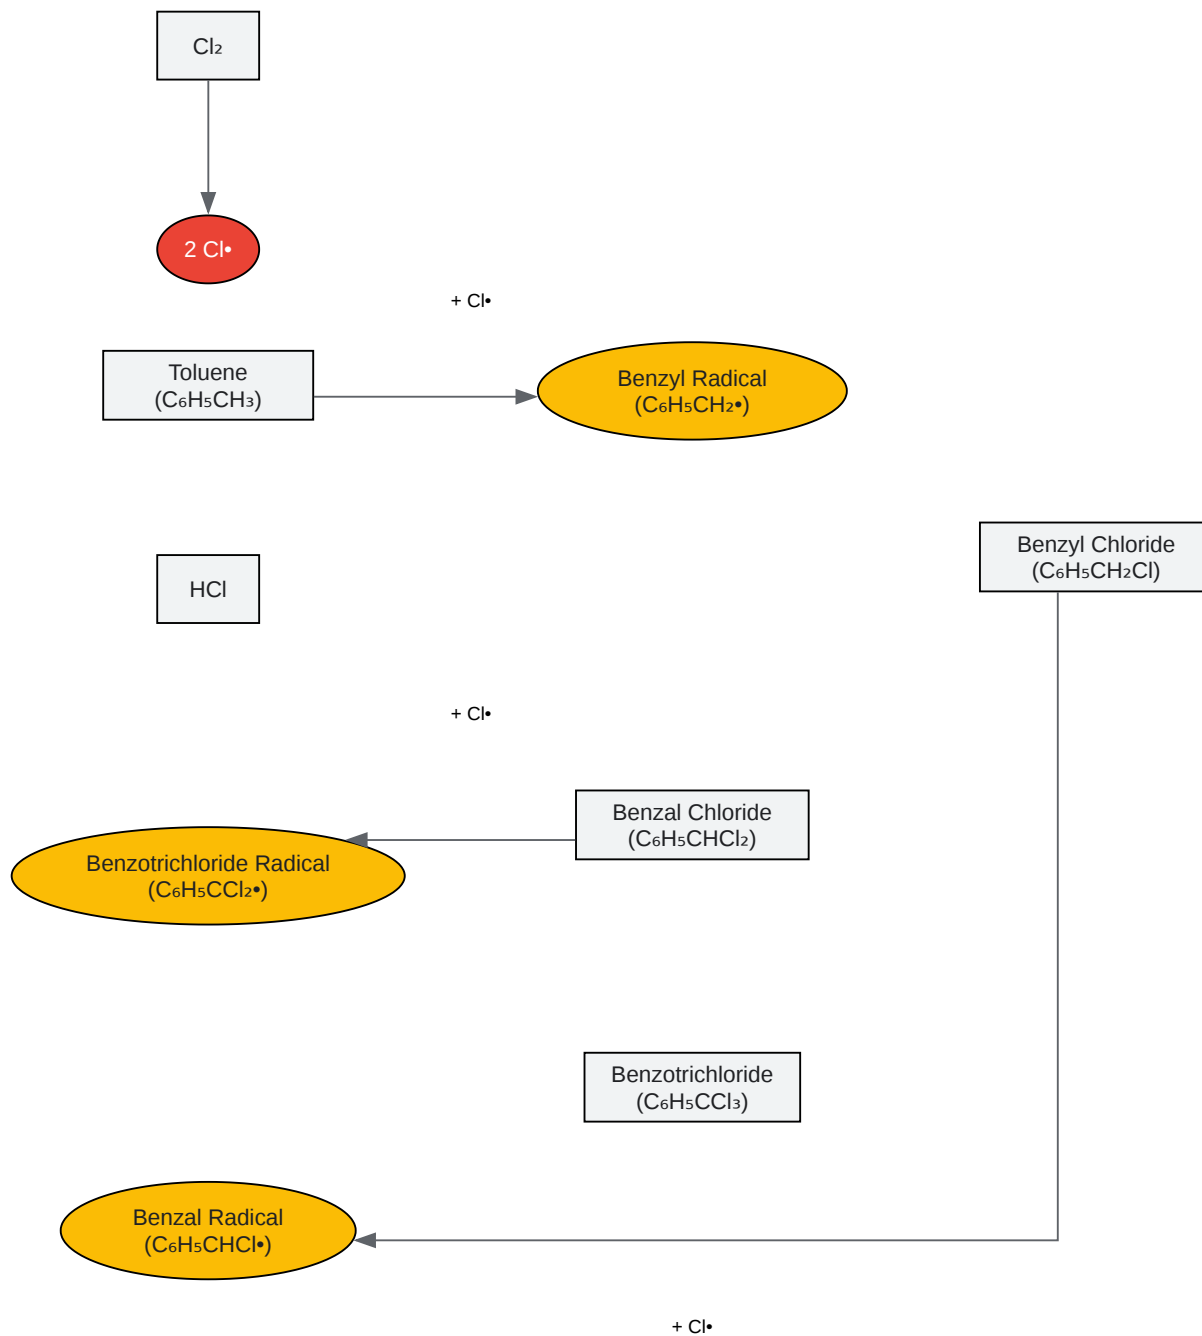 Cl₂
2 Cl•
+ Cl•
Toluene
(C₆H₅CH₃)
Benzyl Radical
(C₆H₅CH₂•)
Benzyl Chloride
(C₆H₅CH₂Cl)
HCl
+ Cl•
Benzal Chloride
(C₆H₅CHCl₂)
Benzotrichloride Radical
(C₆H₅CCl₂•)
Benzotrichloride
(C₆H₅CCl₃)
Benzal Radical
(C₆H₅CHCl•)
+ Cl•